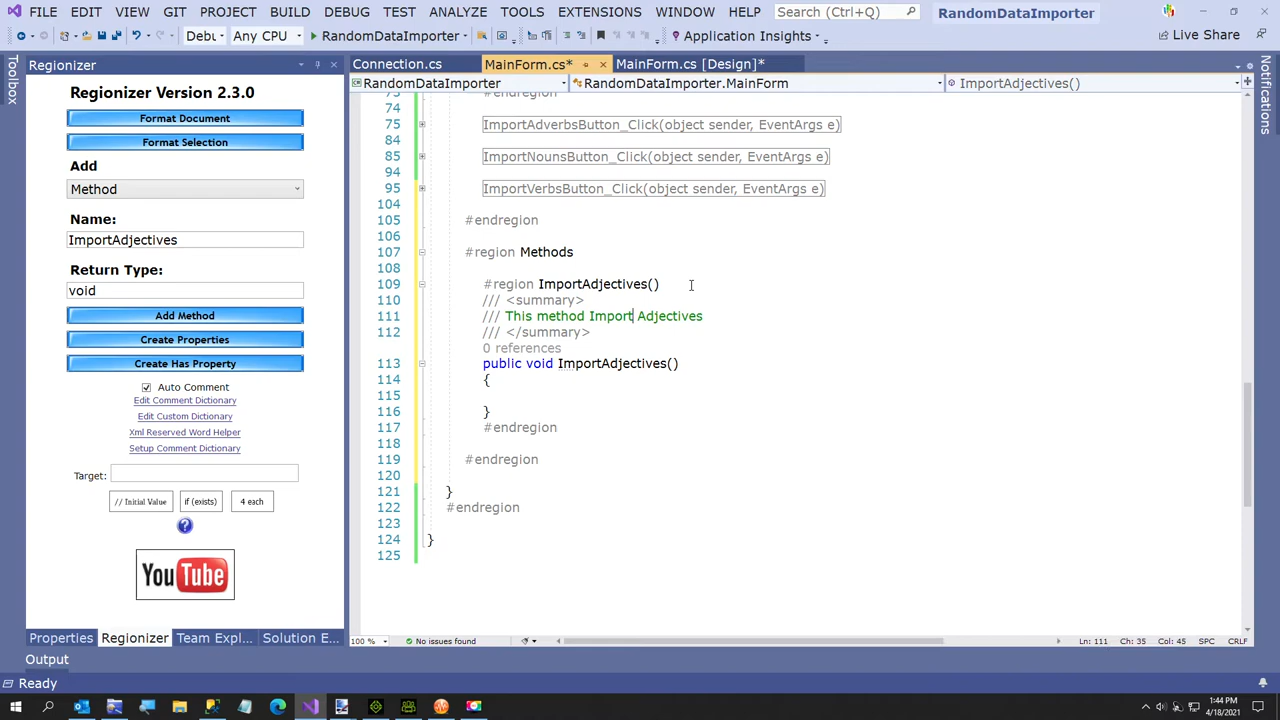 FILE EDIT VIEW GIT PROJECT BUILD DEBUG TEST ANALYZE TOOLS EXTENSIONS WINDOW HELP Search (Ctrl+Q) RandomDataImporter
Debu Any CPU RandomDataImporter Application Insights Live Share
Toolbox
Regionizer
Regionizer Version 2.3.0
Format Document
Format Selection
Add
Method
Name:
ImportAdjectives
Return Type:
void
Add Method
Create Properties
Create Has Property
Auto Comment
Edit Comment Dictionary
Edit Custom Dictionary
Xml Reserved Word Helper
Setup Comment Dictionary
Target:
// Initial Value if (exists) 4 each
?
YouTube
Properties Regionizer Team Expl... Solution E...
Connection.cs MainForm.cs* MainForm.cs [Design]*
RandomDataImporter RandomDataImporter.MainForm ImportAdjectives()
73 #endregion
74
75 ImportAdverbsButton_Click(object sender, EventArgs e)
84
85 ImportNounsButton_Click(object sender, EventArgs e)
94
95 ImportVerbsButton_Click(object sender, EventArgs e)
104
105 #endregion
106
107 #region Methods
108
109 #region ImportAdjectives()
110 /// <summary>
111 /// This method Import Adjectives
112 /// </summary>
0 references
113 public void ImportAdjectives()
114 {
115
116 }
117 #endregion
118
119 #endregion
120
121 }
122 #endregion
123
124 }
125
100 % No issues found Ln: 111 Ch: 35 Col: 45 SPC CRLF
Notifications
Output
Ready
1:44 PM
4/18/2021